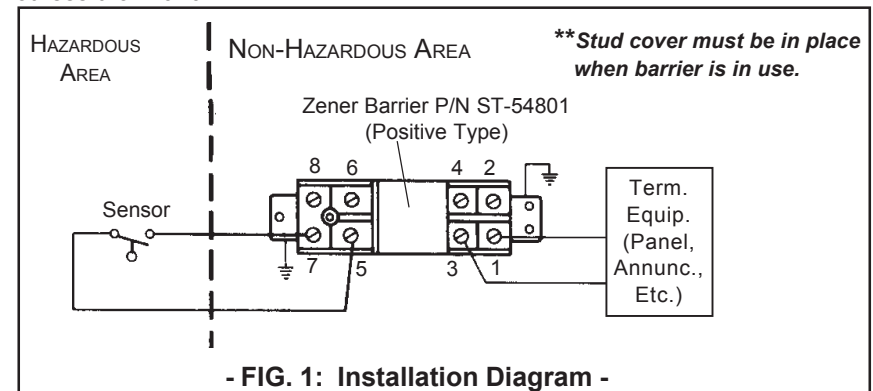 HAZARDOUS
AREA
NON-HAZARDOUS AREA
**Stud cover must be in place
when barrier is in use.
Zener Barrier P/N ST-54801
(Positive Type)
8 6 4 2
Sensor
7 5 3 1
Term.
Equip.
(Panel,
Annunc.,
Etc.)
- FIG. 1: Installation Diagram -